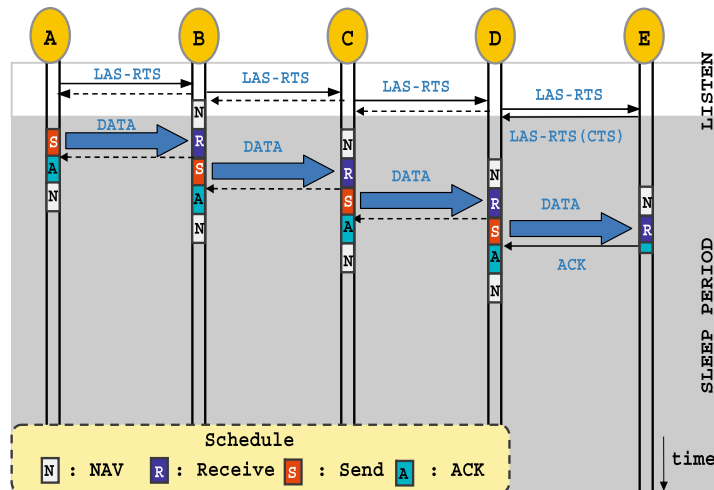 A B C D E
LAS-RTS
LAS-RTS
LAS-RTS
LAS-RTS
LAS-RTS(CTS)
LISTEN
N
DATA
S R
DATA
N
A S R
DATA
N
N A S R
DATA
N
N A S R
N A
ACK
N
SLEEP PERIOD
Schedule
N : NAV R : Receive S : Send A : ACK
time